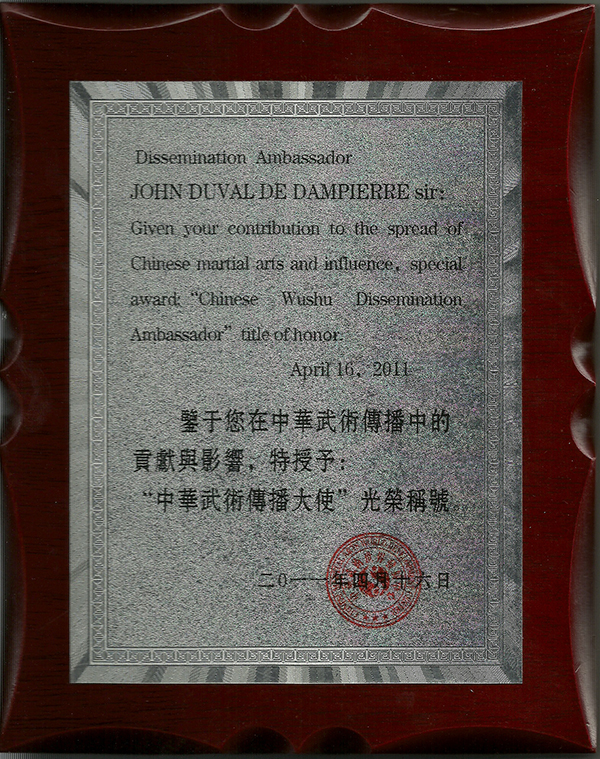 Dissemination Ambassador
JOHN DUVAL DE DAMPIERRE sir:
Given your contribution to the spread of
Chinese martial arts and influence, special
award: "Chinese Wushu Dissemination
Ambassador" title of honor.
April 16, 2011
鑒于您在中華武術傳播中的
貢獻與影響，特授予：
“中華武術傳播大使”光榮稱號。
二0一一年四月十六日